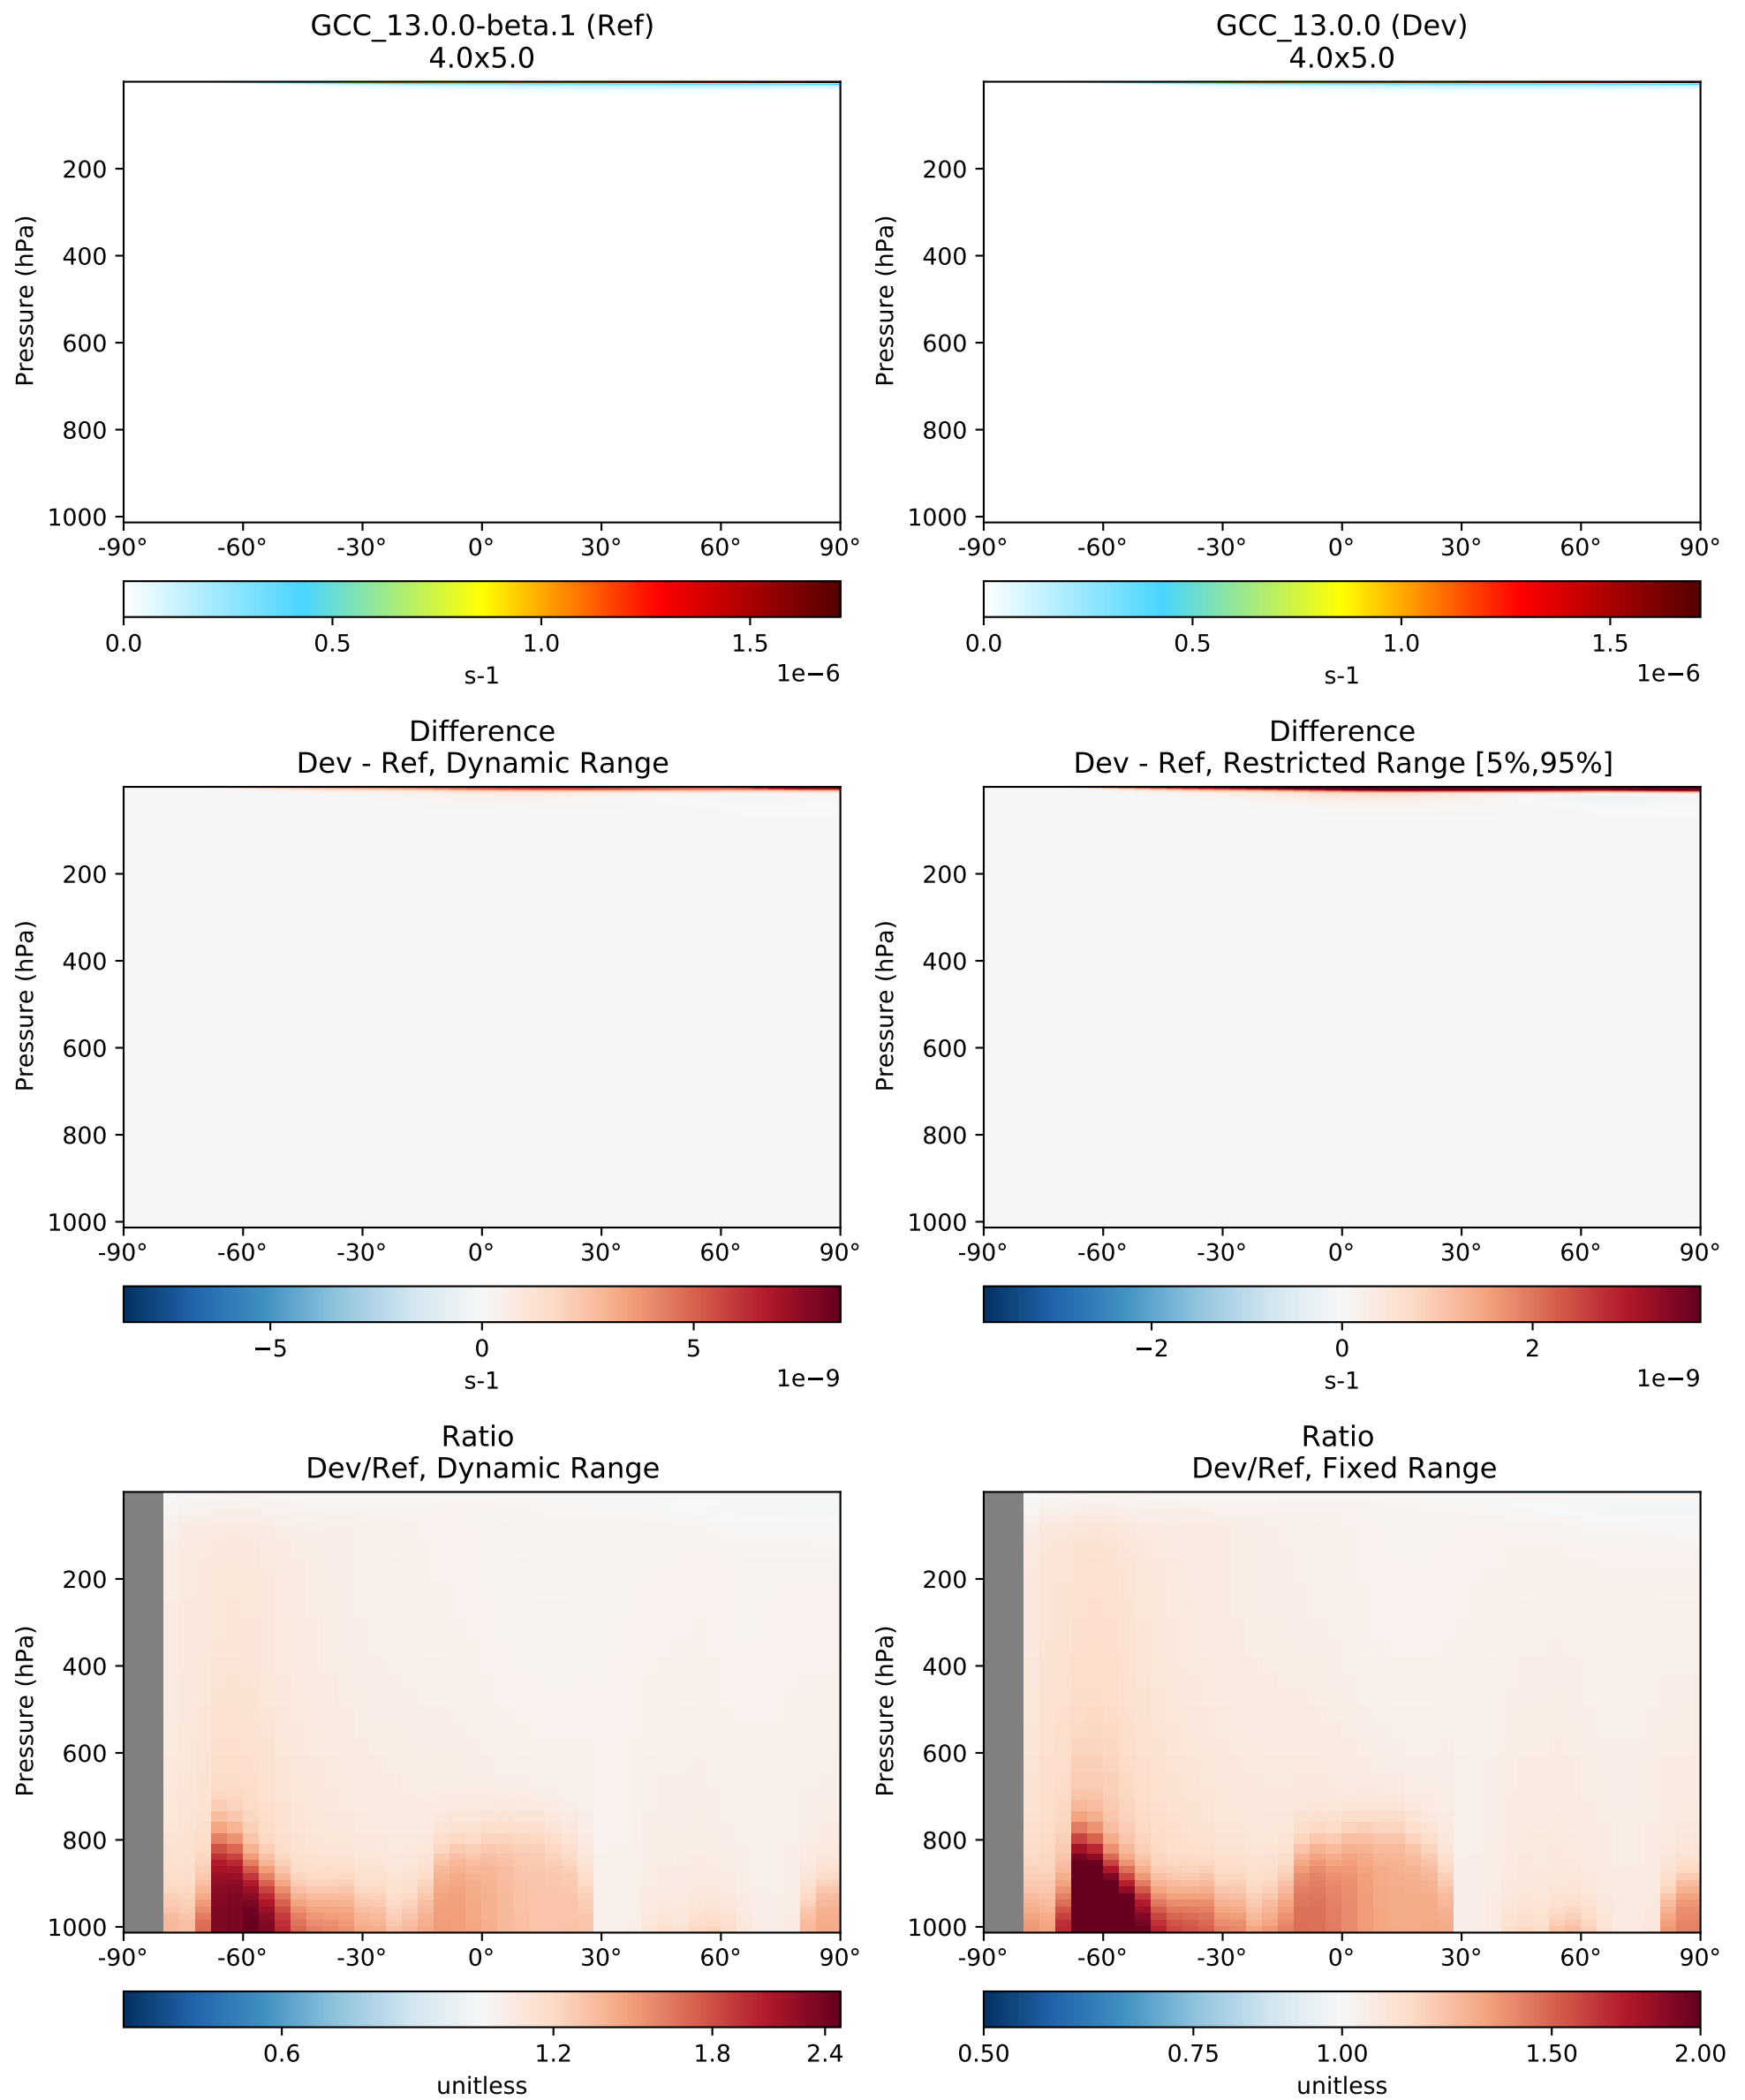 GCC_13.0.0-beta.1 (Ref)
4.0x5.0
Pressure (hPa)
200
400
600
800
1000
-90° -60° -30° 0° 30° 60° 90°
0.0 0.5 1.0 1.5
s-1 1e−6
GCC_13.0.0 (Dev)
4.0x5.0
Pressure (hPa)
200
400
600
800
1000
-90° -60° -30° 0° 30° 60° 90°
0.0 0.5 1.0 1.5
s-1 1e−6
Difference
Dev - Ref, Dynamic Range
Pressure (hPa)
200
400
600
800
1000
-90° -60° -30° 0° 30° 60° 90°
−5 0 5
s-1 1e−9
Difference
Dev - Ref, Restricted Range [5%,95%]
Pressure (hPa)
200
400
600
800
1000
-90° -60° -30° 0° 30° 60° 90°
−2 0 2
s-1 1e−9
Ratio
Dev/Ref, Dynamic Range
Pressure (hPa)
200
400
600
800
1000
-90° -60° -30° 0° 30° 60° 90°
0.6 1.2 1.8 2.4
unitless
Ratio
Dev/Ref, Fixed Range
Pressure (hPa)
200
400
600
800
1000
-90° -60° -30° 0° 30° 60° 90°
0.50 0.75 1.00 1.50 2.00
unitless